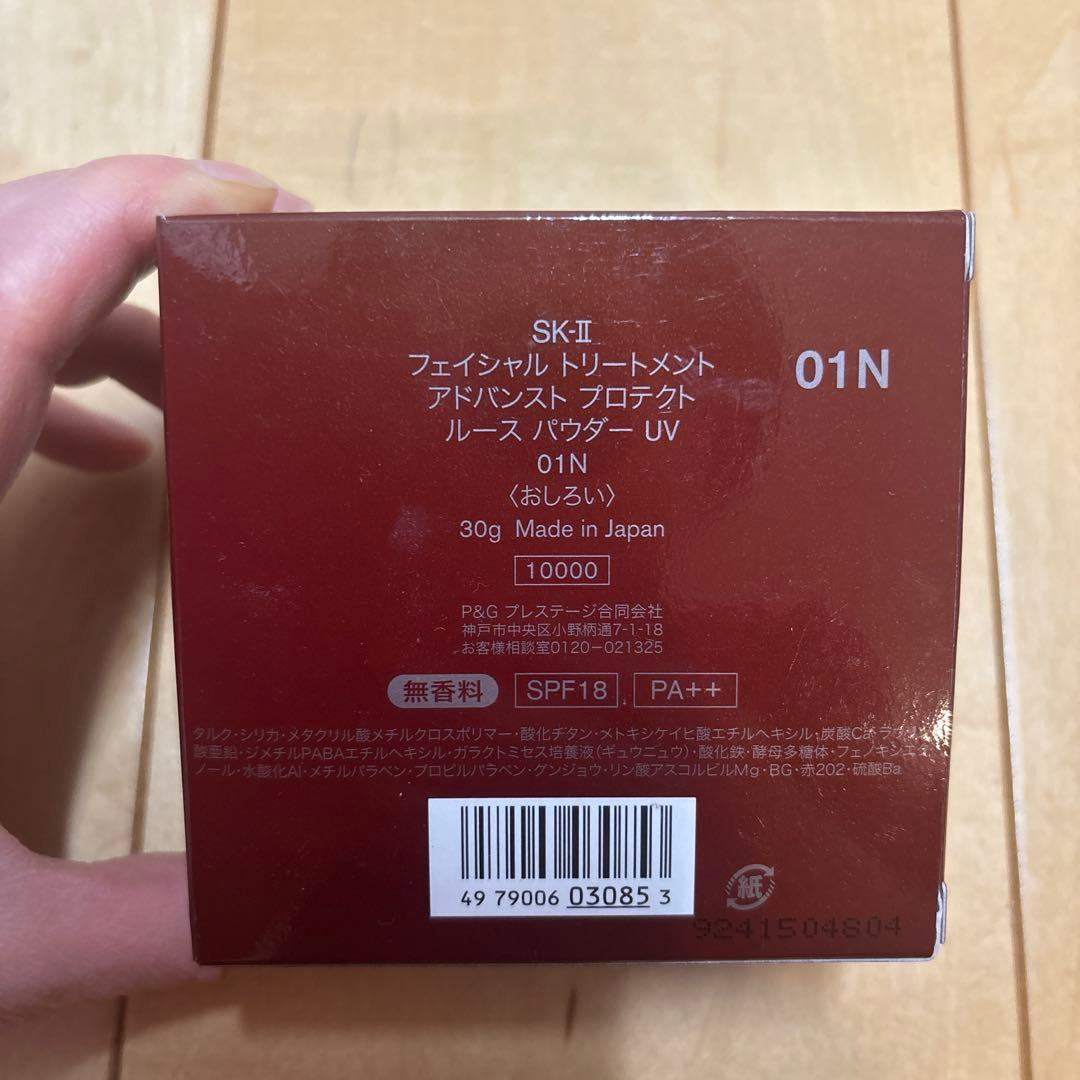 SK-II
フェイシャル トリートメント
アドバンスト プロテクト
ルース パウダー UV
01N
01N
〈おしろい〉
30g Made in Japan
10000
P&G プレステージ合同会社
神戸市中央区小野柄通7-1-18
お客様相談室0120-021325
無香料 SPF18 PA++
タルク・シリカ・メタクリル酸メチルクロスポリマー・酸化チタン・メトキシケイヒ酸エチルヘキシル・炭酸Ca・ラウリン
酸亜鉛・ジメチルPABAエチルヘキシル・ガラクトミセス培養液(ギュウニュウ)・酸化鉄・酵母多糖体・フェノキシエタ
ノール・水酸化Al・メチルパラベン・プロピルパラベン・グンジョウ・リン酸アスコルビルMg・BG・赤202・硫酸Ba
49 79006 03085 3
紙
9241504804